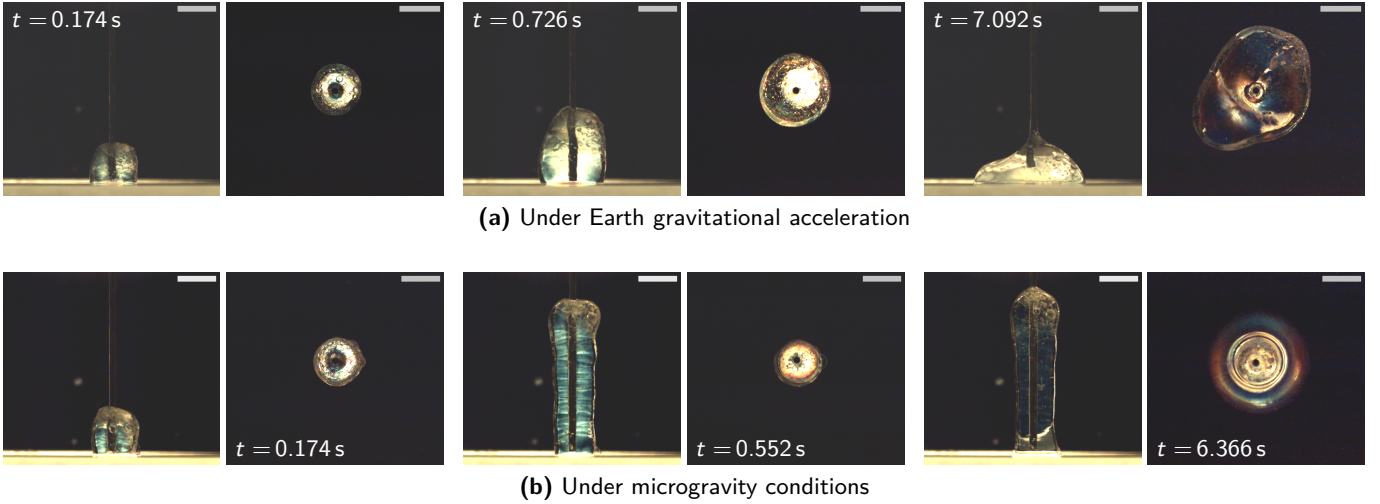 t = 0.174 s
t = 0.726 s
t = 7.092 s
(a) Under Earth gravitational acceleration
t = 0.174 s
t = 0.552 s
t = 6.366 s
(b) Under microgravity conditions